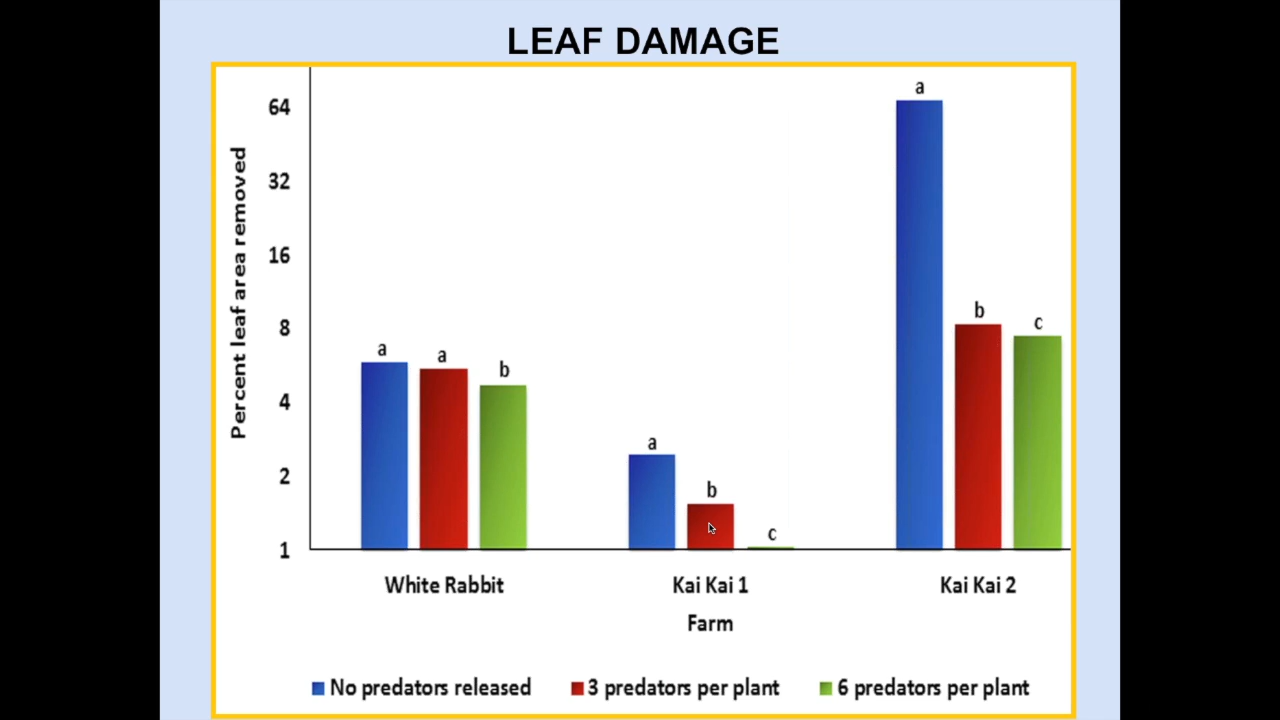 LEAF DAMAGE
Percent leaf area removed
64
32
16
8
4
2
1
a
a
b
a
b
c
a
b
c
White Rabbit
Kai Kai 1
Kai Kai 2
Farm
No predators released
3 predators per plant
6 predators per plant